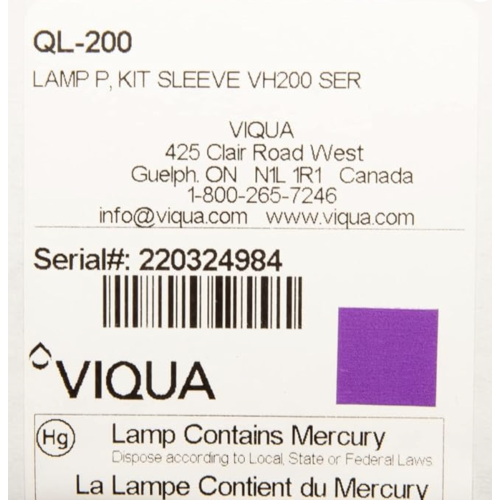 QL-200
LAMP P, KIT SLEEVE VH200 SER
VIQUA
425 Clair Road West
Guelph. ON N1L 1R1 Canada
1-800-265-7246
info@viqua.com www.viqua.com
Serial#: 220324984
VIQUA
Hg
Lamp Contains Mercury
Dispose according to Local, State or Federal Laws
La Lampe Contient du Mercury